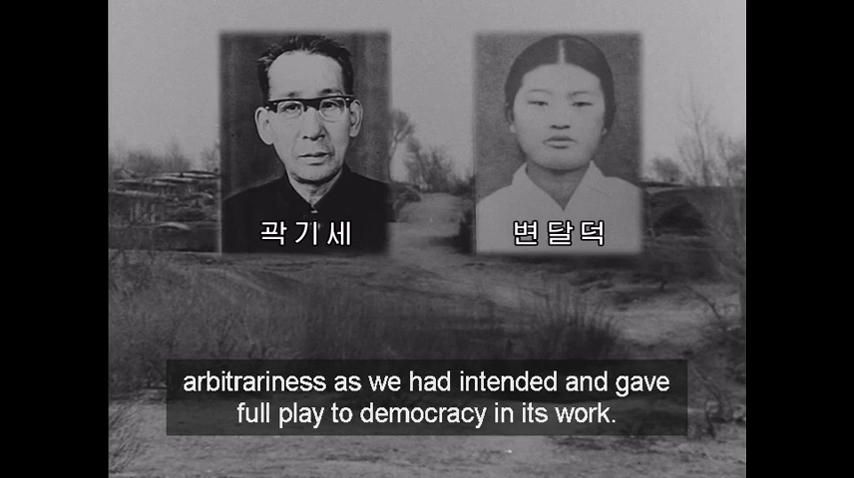 곽기세
변달덕
arbitrariness as we had intended and gave
full play to democracy in its work.